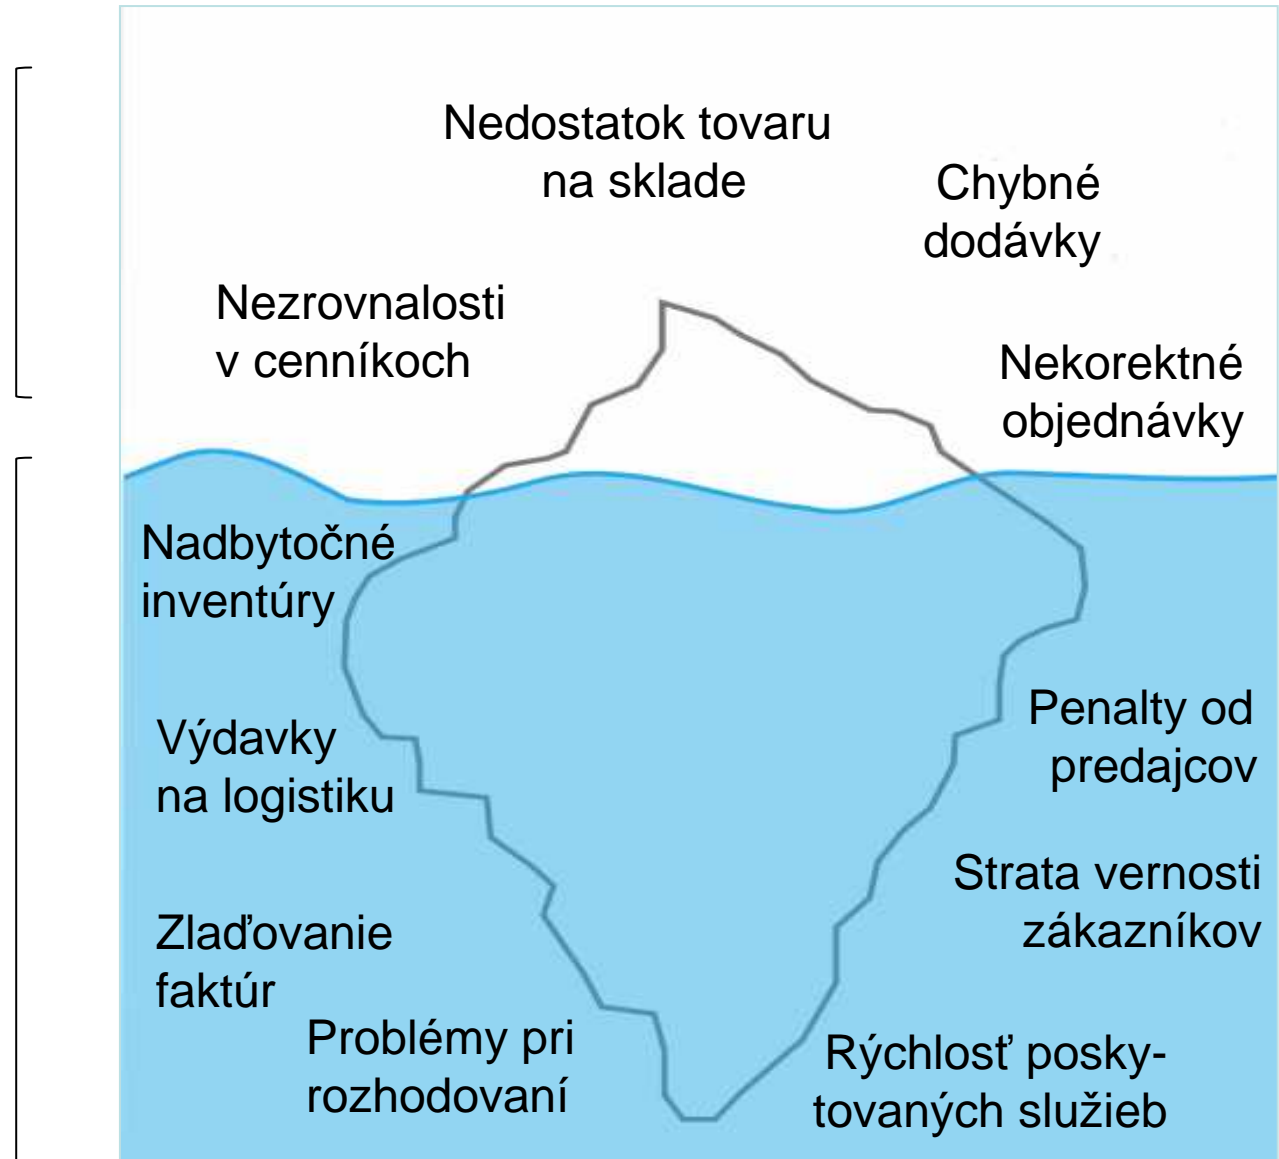 Nedostatok tovaru
na sklade
Chybné
dodávky
Nezrovnalosti
v cenníkoch
Nekorektné
objednávky
Nadbytočné
inventúry
Výdavky
na logistiku
Penalty od
predajcov
Strata vernosti
zákazníkov
Zlaďovanie
faktúr
Problémy pri
rozhodovaní
Rýchlosť posky-
tovaných služieb